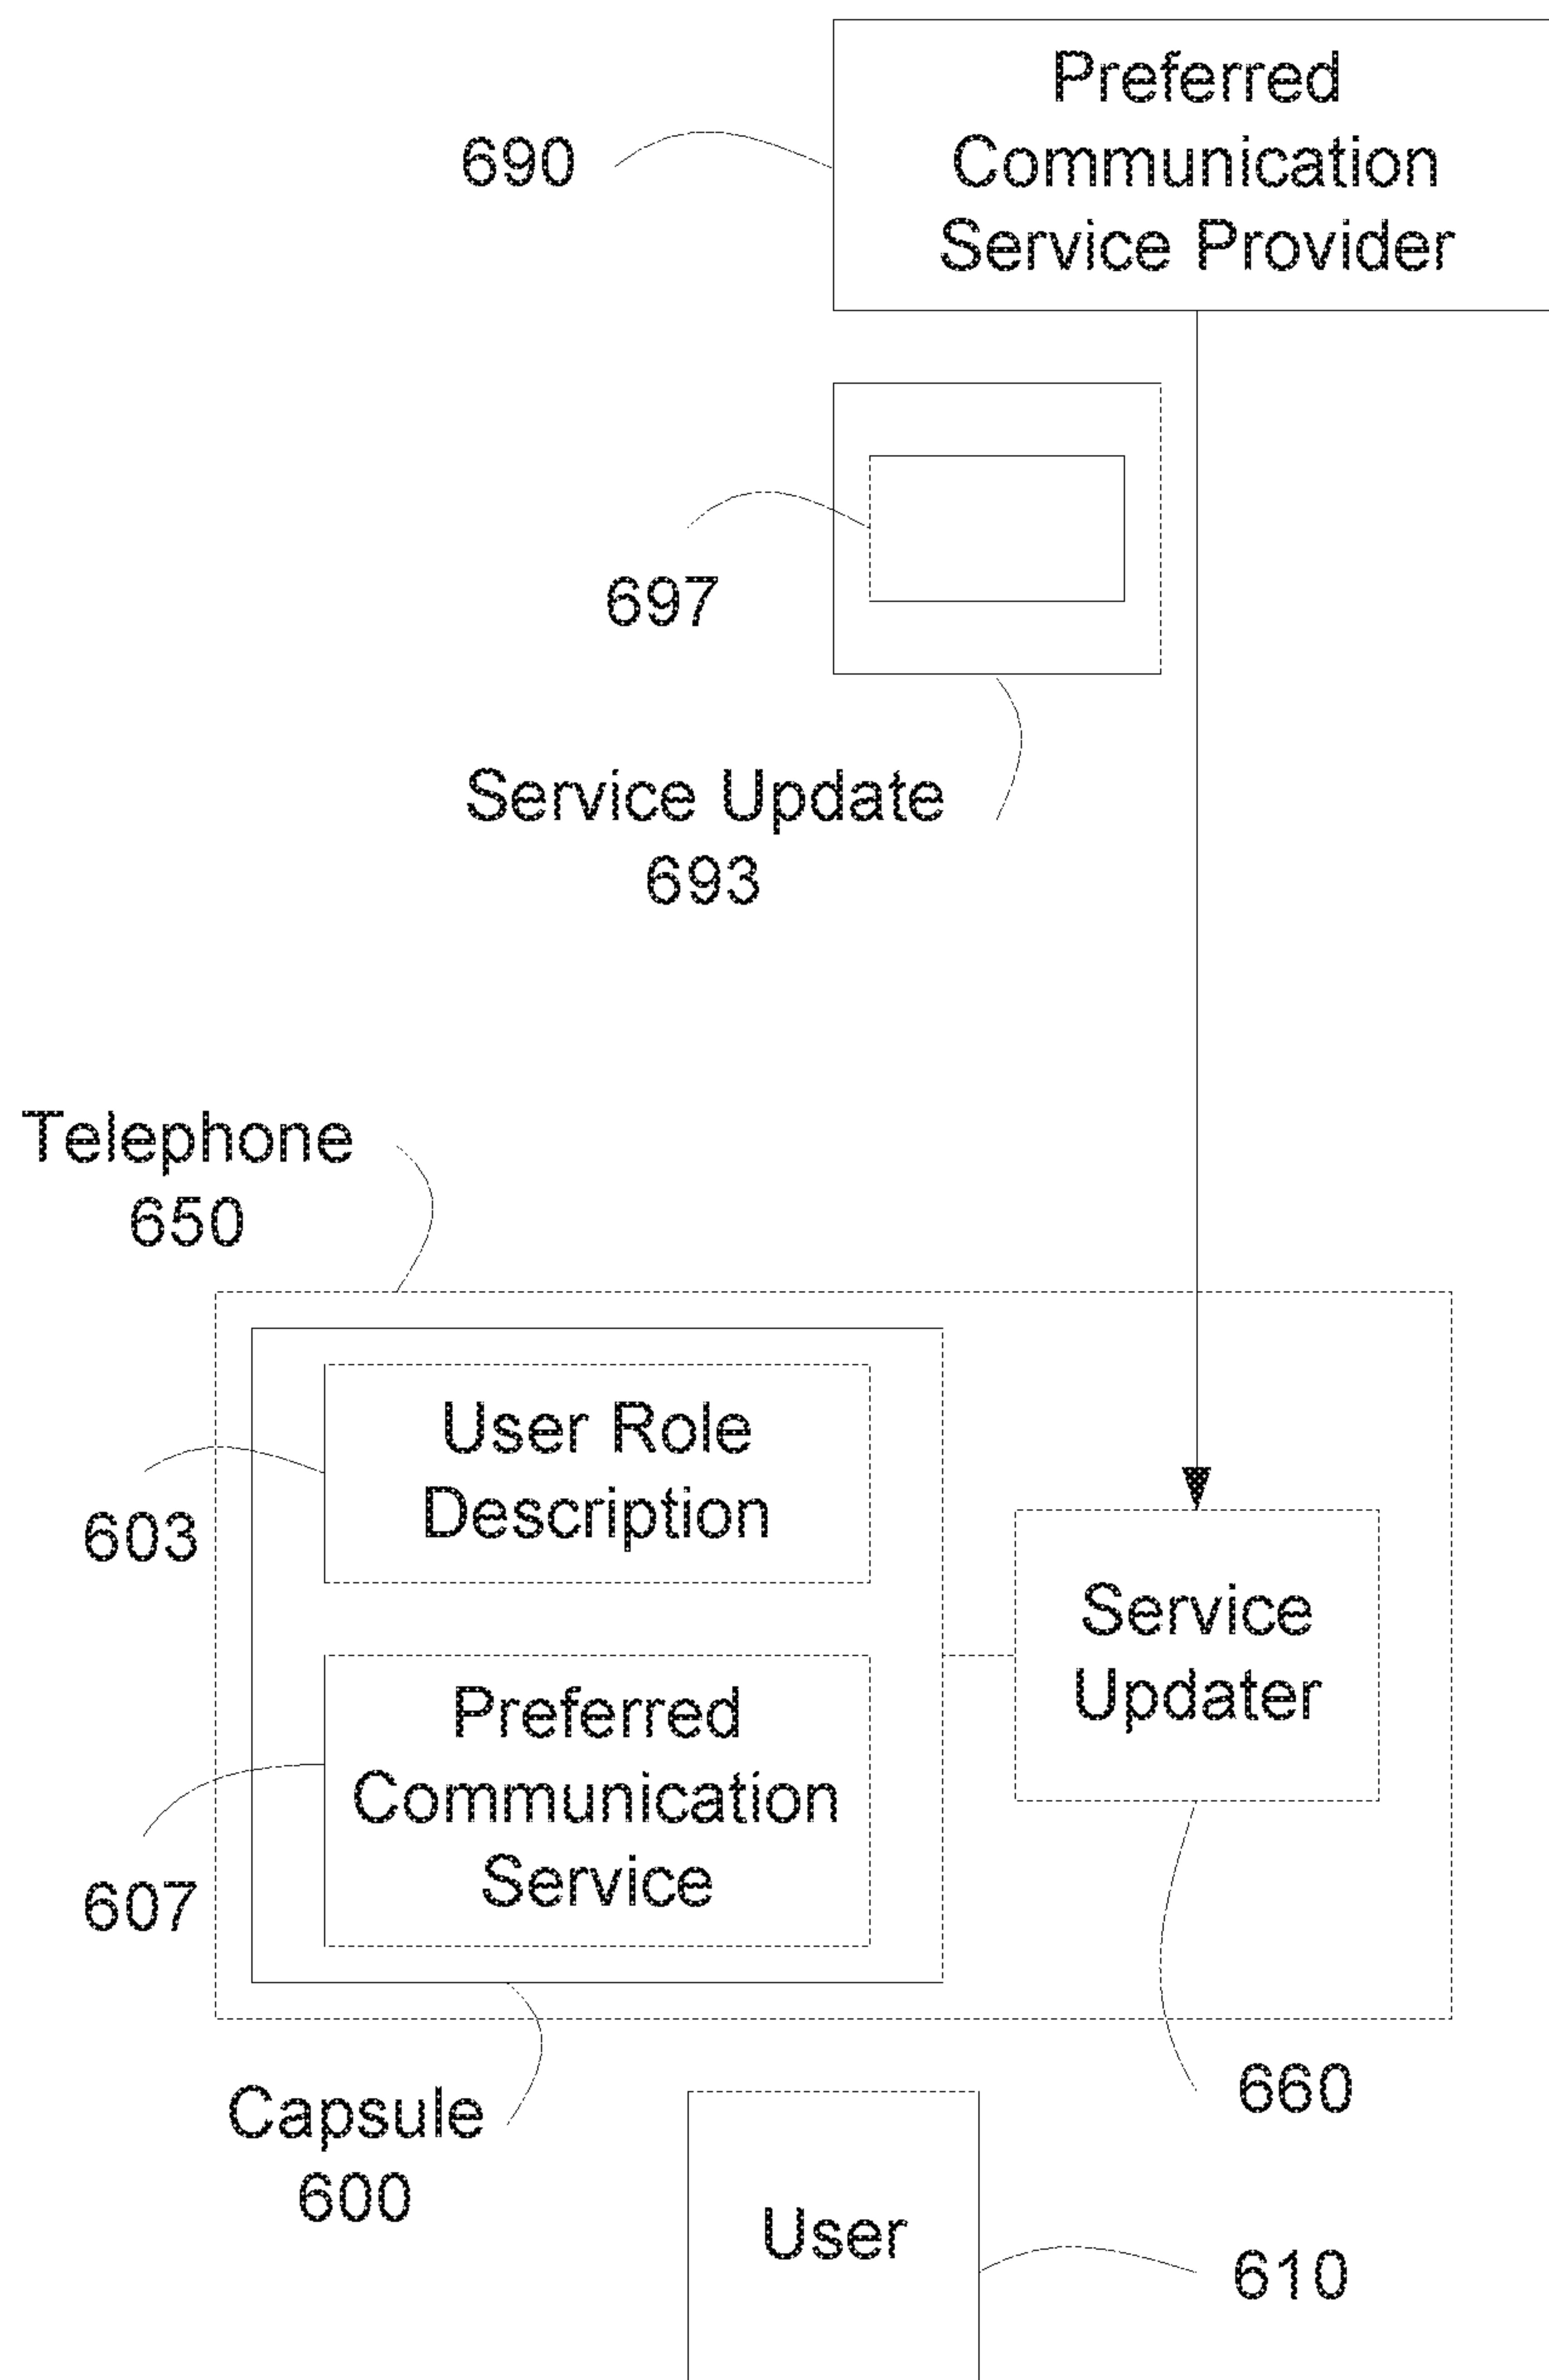 Preferred
Communication
Service Provider
690
697
Service Update
693
Telephone
650
User Role
Description
603
Service
Updater
Preferred
Communication
Service
607
660
Capsule
600
User
610